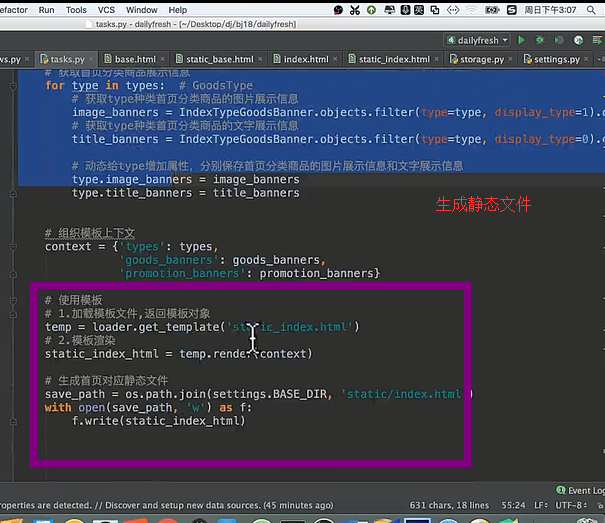 efactor Run Tools VCS Window Help 周日下午3:07
tasks.py - dailyfresh - [~/Desktop/dj/bj18/dailyfresh]
dailyfresh
ws.py tasks.py base.html static_base.html index.html static_index.html storage.py settings.py
# 获取首页分类商品展示信息
for type in types: # GoodsType
# 获取type种类首页分类商品的图片展示信息
image_banners = IndexTypeGoodsBanner.objects.filter(type=type, display_type=1).o
# 获取type种类首页分类商品的文字展示信息
title_banners = IndexTypeGoodsBanner.objects.filter(type=type, display_type=0).o
# 动态给type增加属性，分别保存首页分类商品的图片展示信息和文字展示信息
type.image_banners = image_banners
type.title_banners = title_banners
生成静态文件
# 组织模板上下文
context = {'types': types,
'goods_banners': goods_banners,
'promotion_banners': promotion_banners}
# 使用模板
# 1.加载模板文件,返回模板对象
temp = loader.get_template('static_index.html')
# 2.模板渲染
static_index_html = temp.render(context)
# 生成首页对应静态文件
save_path = os.path.join(settings.BASE_DIR, 'static/index.html')
with open(save_path, 'w') as f:
f.write(static_index_html)
Event Log
roperties are detected. // Discover and setup new data sources. (45 minutes ago) 631 chars, 18 lines 55:24 LF÷ UTF-8÷